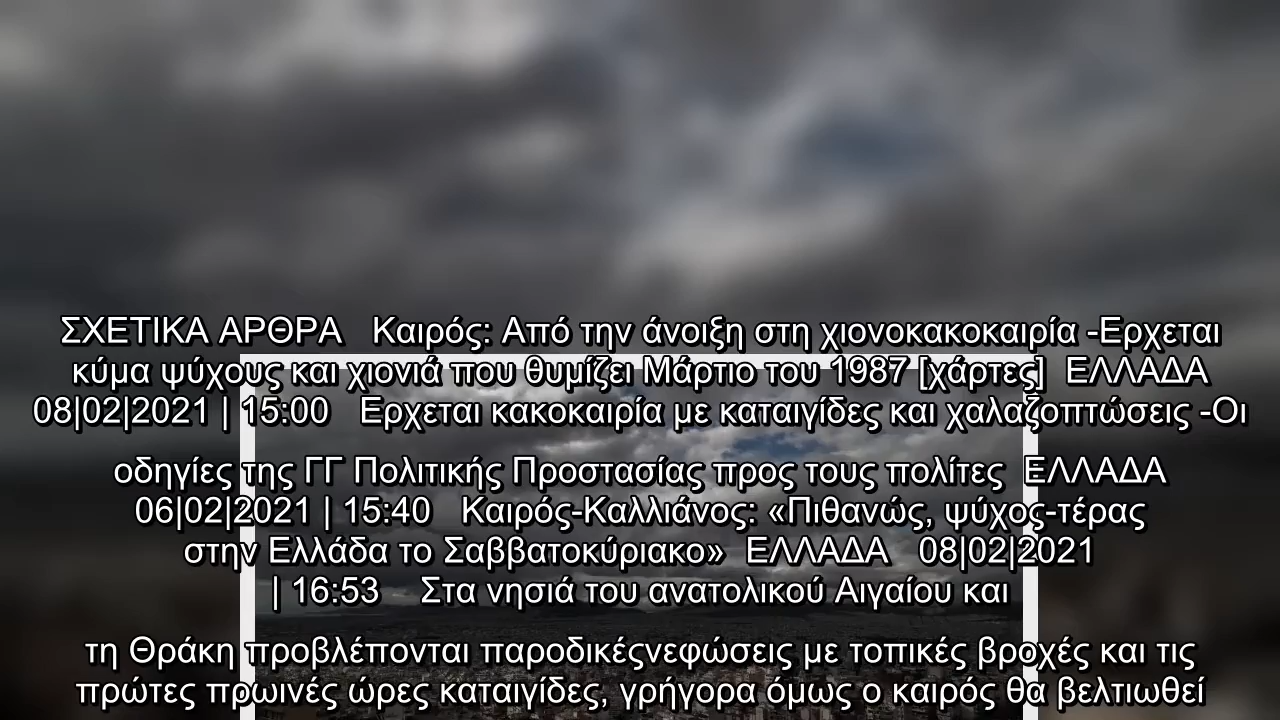 ΣΧΕΤΙΚΑ ΑΡΘΡΑ   Καιρός: Από την άνοιξη στη χιονοκακοκαιρία -Ερχεται
κύμα ψύχους και χιονιά που θυμίζει Μάρτιο του 1987 [χάρτες]  ΕΛΛΑΔΑ
08|02|2021 | 15:00   Ερχεται κακοκαιρία με καταιγίδες και χαλαζοπτώσεις -Οι
οδηγίες της ΓΓ Πολιτικής Προστασίας προς τους πολίτες  ΕΛΛΑΔΑ
06|02|2021 | 15:40   Καιρός-Καλλιάνος: «Πιθανώς, ψύχος-τέρας
στην Ελλάδα το Σαββατοκύριακο»  ΕΛΛΑΔΑ   08|02|2021
| 16:53    Στα νησιά του ανατολικού Αιγαίου και
τη Θράκη προβλέπονται παροδικέςνεφώσεις με τοπικές βροχές και τις
πρώτες πρωινές ώρες καταιγίδες, γρήγορα όμως ο καιρός θα βελτιωθεί